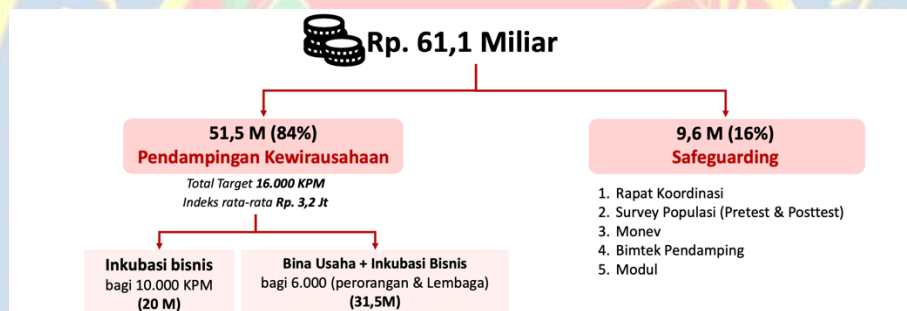 Rp. 61,1 Miliar
51,5 M (84%)
Pendampingan Kewirausahaan
Total Target 16.000 KPM
Indeks rata-rata Rp. 3,2 Jt
Inkubasi bisnis
bagi 10.000 KPM
(20 M)
Bina Usaha + Inkubasi Bisnis
bagi 6.000 (perorangan & Lembaga)
(31,5M)
9,6 M (16%)
Safeguarding
1. Rapat Koordinasi
2. Survey Populasi (Pretest & Posttest)
3. Monev
4. Bimtek Pendamping
5. Modul